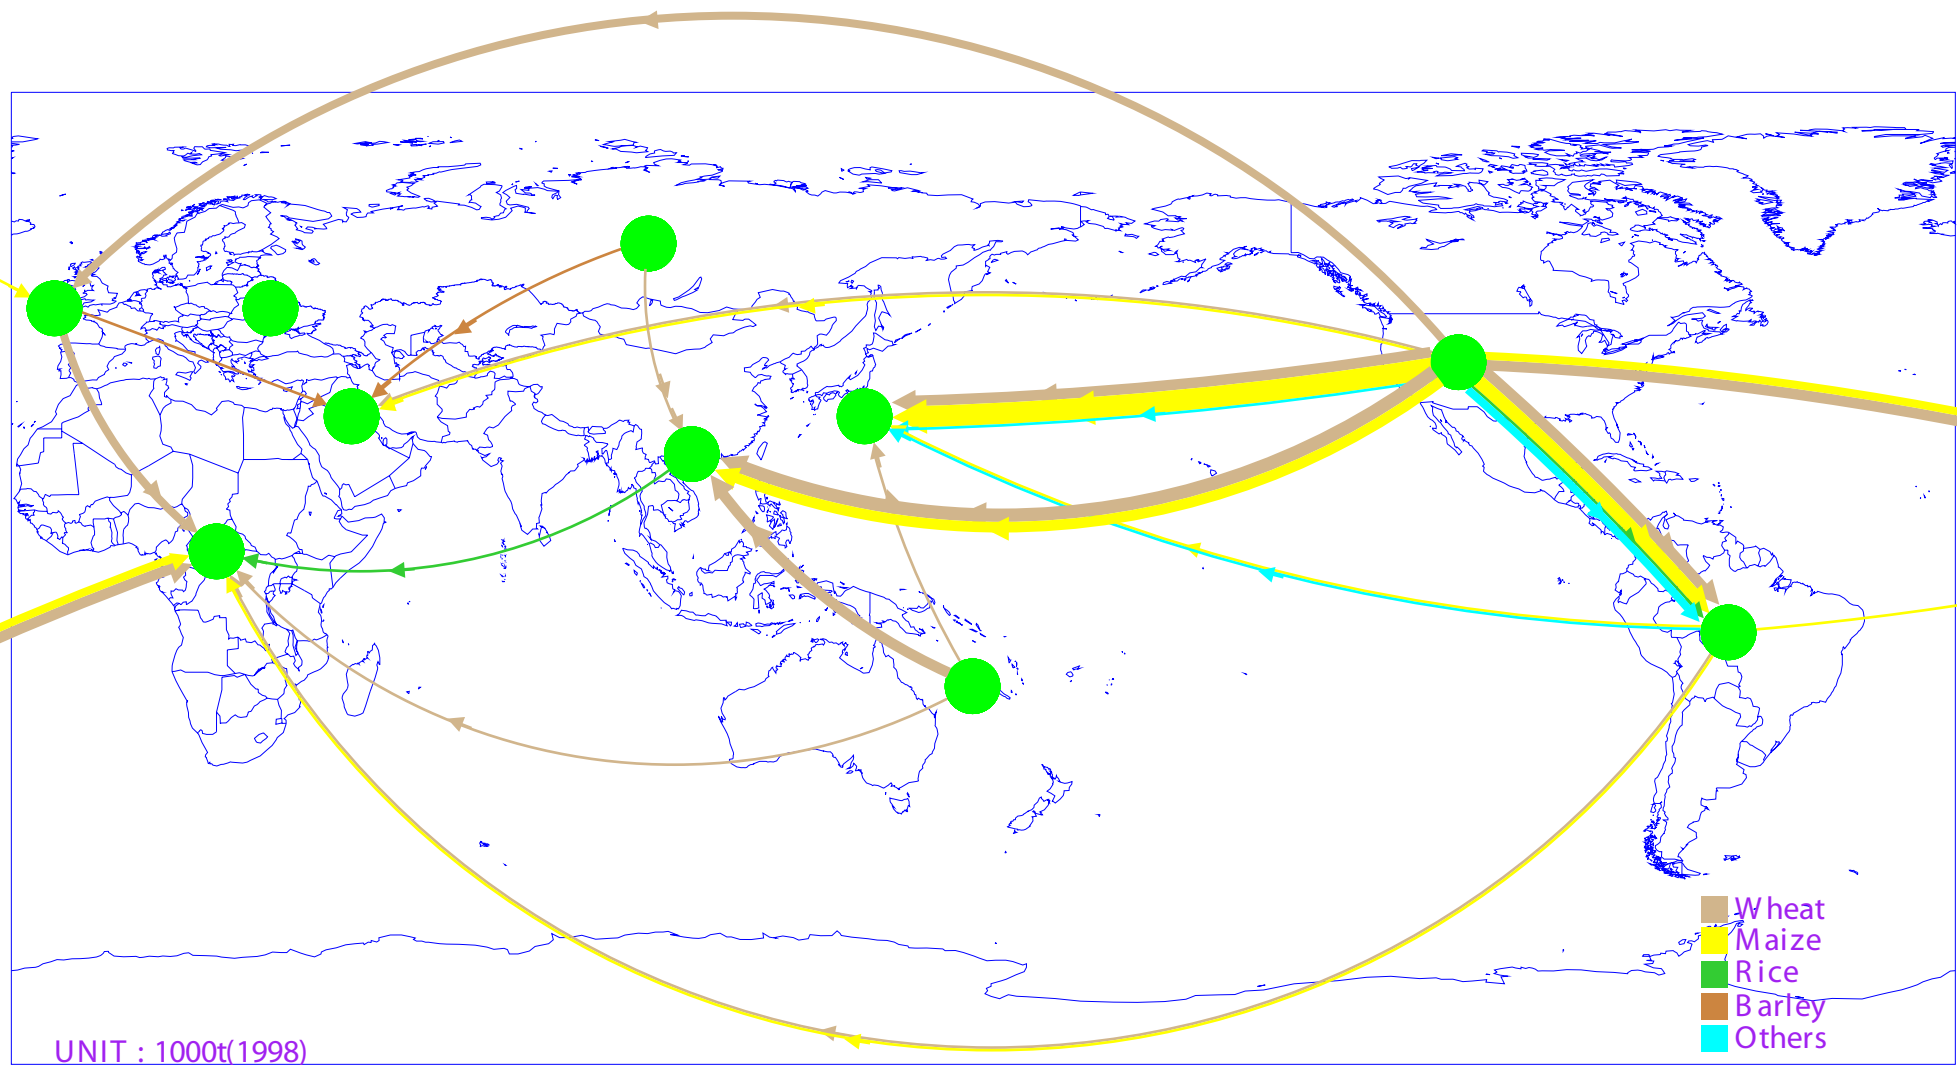 Wheat
Maize
Rice
Barley
Others
UNIT : 1000t(1998)